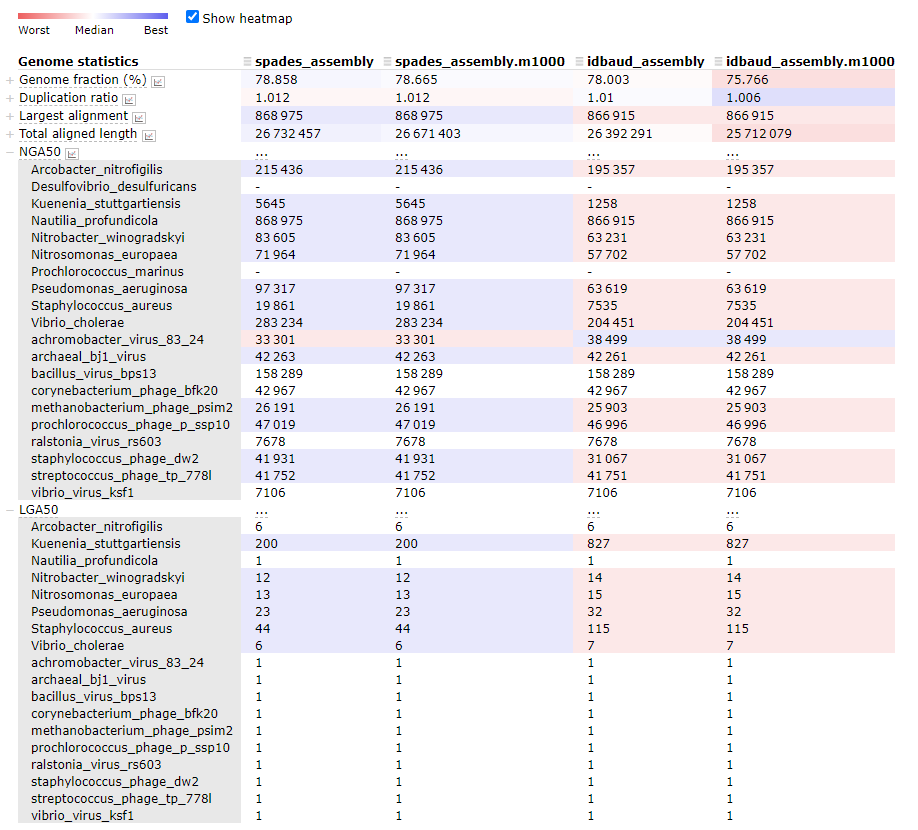 Worst Median Best Show heatmap
Genome statistics spades_assembly spades_assembly.m1000 idbaud_assembly idbaud_assembly.m1000
+ Genome fraction (%) 78.858 78.665 78.003 75.766
+ Duplication ratio 1.012 1.012 1.01 1.006
+ Largest alignment 868 975 868 975 866 915 866 915
+ Total aligned length 26 732 457 26 671 403 26 392 291 25 712 079
− NGA50 ... ... ... ...
Arcobacter_nitrofigilis 215 436 215 436 195 357 195 357
Desulfovibrio_desulfuricans - - - -
Kuenenia_stuttgartiensis 5645 5645 1258 1258
Nautilia_profundicola 868 975 868 975 866 915 866 915
Nitrobacter_winogradskyi 83 605 83 605 63 231 63 231
Nitrosomonas_europaea 71 964 71 964 57 702 57 702
Prochlorococcus_marinus - - - -
Pseudomonas_aeruginosa 97 317 97 317 63 619 63 619
Staphylococcus_aureus 19 861 19 861 7535 7535
Vibrio_cholerae 283 234 283 234 204 451 204 451
achromobacter_virus_83_24 33 301 33 301 38 499 38 499
archaeal_bj1_virus 42 263 42 263 42 261 42 261
bacillus_virus_bps13 158 289 158 289 158 289 158 289
corynebacterium_phage_bfk20 42 967 42 967 42 967 42 967
methanobacterium_phage_psim2 26 191 26 191 25 903 25 903
prochlorococcus_phage_p_ssp10 47 019 47 019 46 996 46 996
ralstonia_virus_rs603 7678 7678 7678 7678
staphylococcus_phage_dw2 41 931 41 931 31 067 31 067
streptococcus_phage_tp_778l 41 752 41 752 41 751 41 751
vibrio_virus_ksf1 7106 7106 7106 7106
− LGA50 ... ... ... ...
Arcobacter_nitrofigilis 6 6 6 6
Kuenenia_stuttgartiensis 200 200 827 827
Nautilia_profundicola 1 1 1 1
Nitrobacter_winogradskyi 12 12 14 14
Nitrosomonas_europaea 13 13 15 15
Pseudomonas_aeruginosa 23 23 32 32
Staphylococcus_aureus 44 44 115 115
Vibrio_cholerae 6 6 7 7
achromobacter_virus_83_24 1 1 1 1
archaeal_bj1_virus 1 1 1 1
bacillus_virus_bps13 1 1 1 1
corynebacterium_phage_bfk20 1 1 1 1
methanobacterium_phage_psim2 1 1 1 1
prochlorococcus_phage_p_ssp10 1 1 1 1
ralstonia_virus_rs603 1 1 1 1
staphylococcus_phage_dw2 1 1 1 1
streptococcus_phage_tp_778l 1 1 1 1
vibrio_virus_ksf1 1 1 1 1